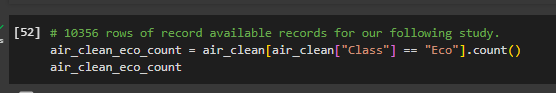 [52] # 10356 rows of record available records for our following study.
air_clean_eco_count = air_clean[air_clean["Class"] == "Eco"].count()
air_clean_eco_count